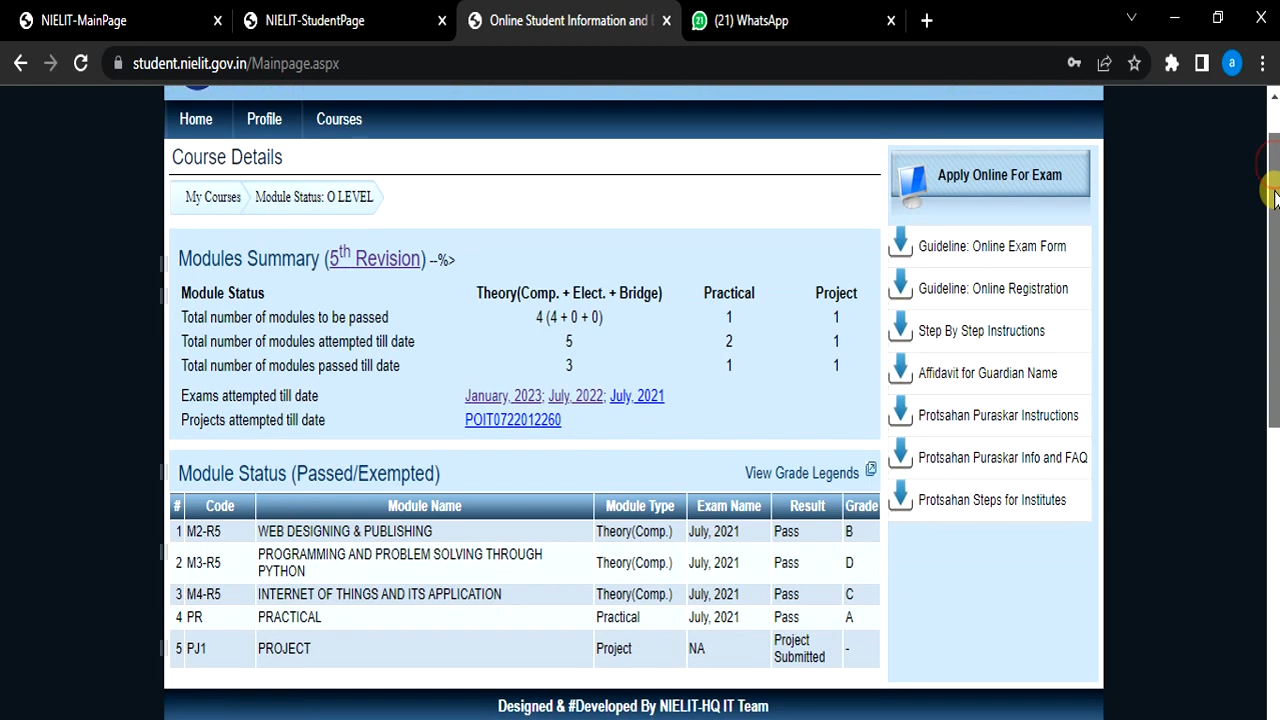 NIELIT-MainPage
NIELIT-StudentPage
Online Student Information and
21
(21) WhatsApp
student.nielit.gov.in/Mainpage.aspx
a
Home Profile Courses
Course Details
My Courses Module Status: O LEVEL
Modules Summary (5th Revision) --%>
Module Status Theory(Comp. + Elect. + Bridge) Practical Project
Total number of modules to be passed 4 (4 + 0 + 0) 1 1
Total number of modules attempted till date 5 2 1
Total number of modules passed till date 3 1 1
Exams attempted till date January, 2023; July, 2022; July, 2021
Projects attempted till date POIT0722012260
Module Status (Passed/Exempted) View Grade Legends
# Code Module Name Module Type Exam Name Result Grade
1 M2-R5 WEB DESIGNING & PUBLISHING Theory(Comp.) July, 2021 Pass B
2 M3-R5 PROGRAMMING AND PROBLEM SOLVING THROUGH
PYTHON Theory(Comp.) July, 2021 Pass D
3 M4-R5 INTERNET OF THINGS AND ITS APPLICATION Theory(Comp.) July, 2021 Pass C
4 PR PRACTICAL Practical July, 2021 Pass A
5 PJ1 PROJECT Project NA Project
Submitted -
Apply Online For Exam
Guideline: Online Exam Form
Guideline: Online Registration
Step By Step Instructions
Affidavit for Guardian Name
Protsahan Puraskar Instructions
Protsahan Puraskar Info and FAQ
Protsahan Steps for Institutes
Designed & #Developed By NIELIT-HQ IT Team